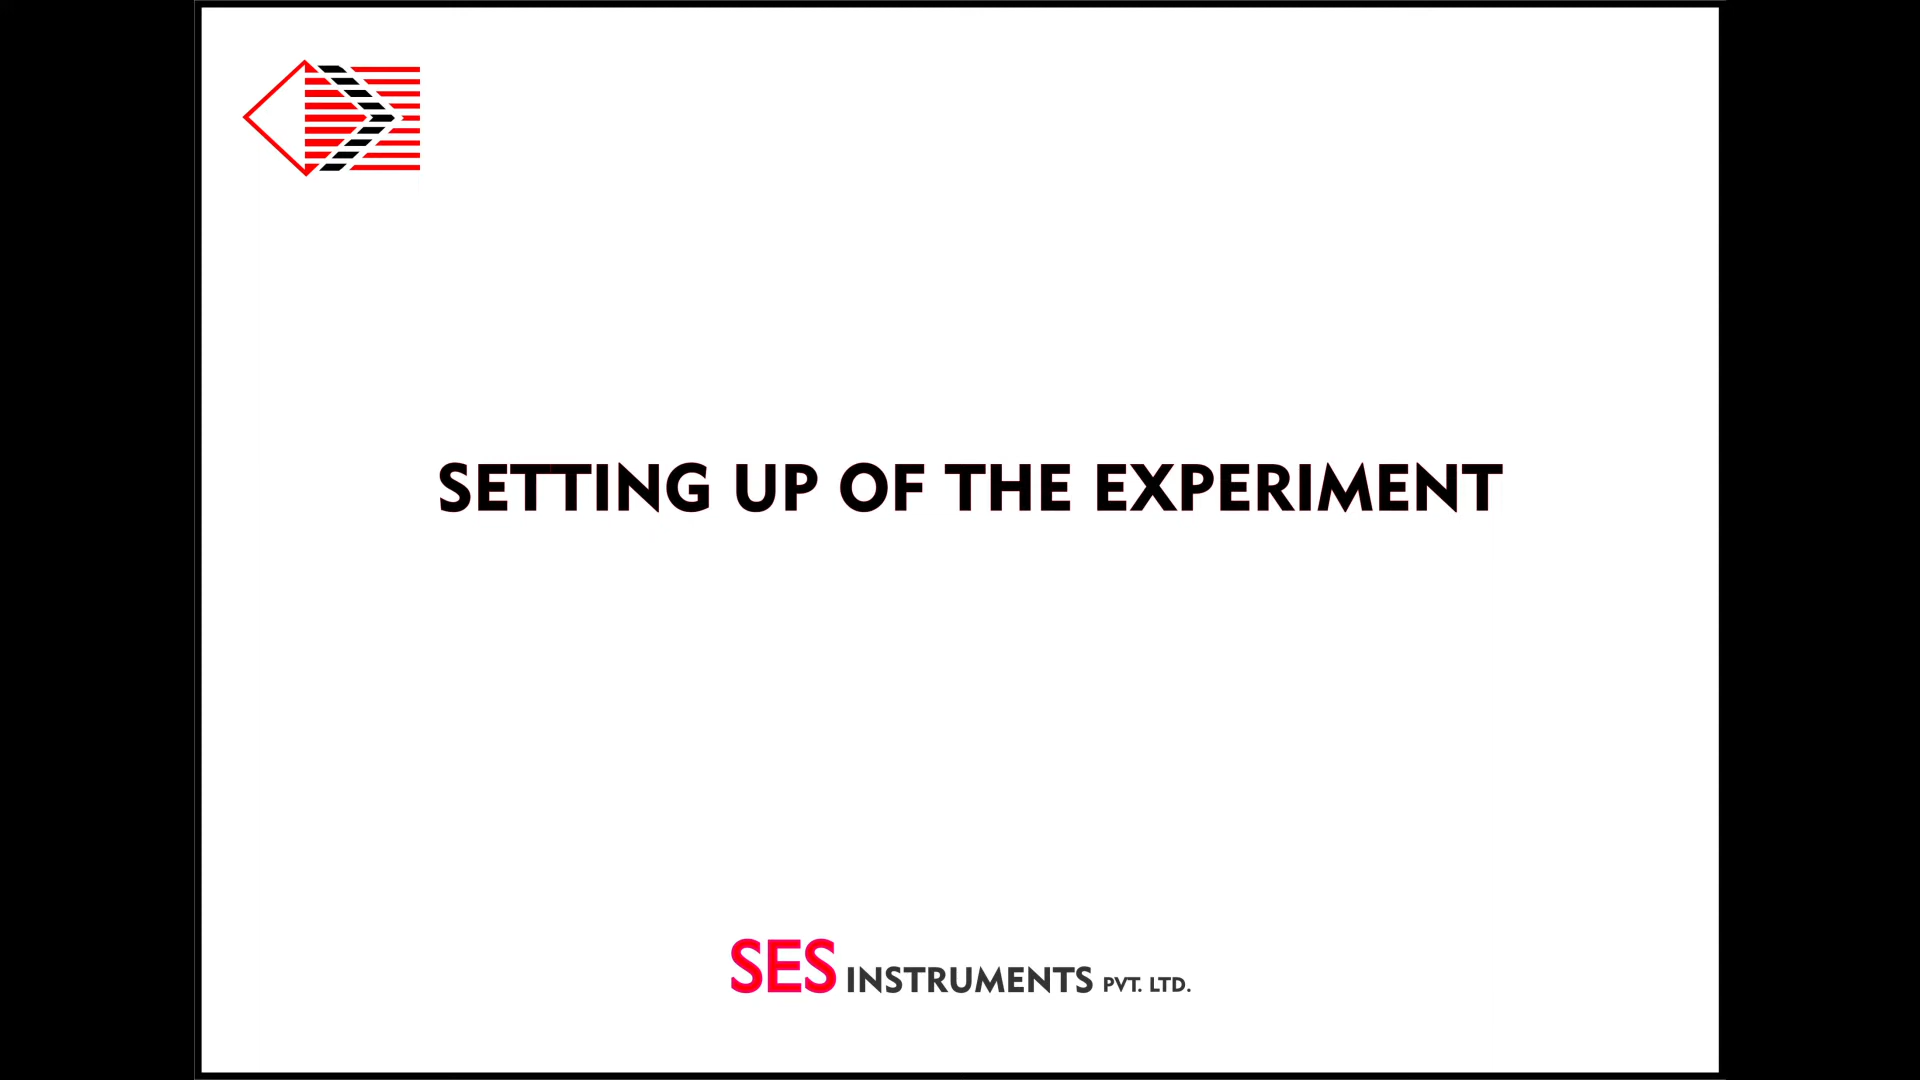 SETTING UP OF THE EXPERIMENT
SES INSTRUMENTS PVT. LTD.